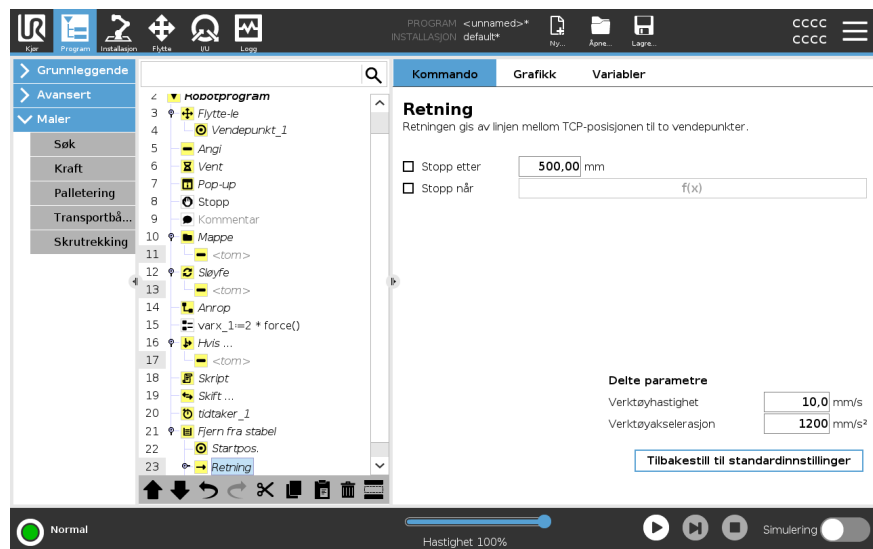 PROGRAM <unnamed>*
INSTALLASJON default*
CCCC
CCCC
Kjør
Program
Installasjon
Flytte
I/U
Logg
Ny...
Åpne...
Lagre...
Grunnleggende
Avansert
Maler
Søk
Kraft
Palletering
Transportbå...
Skrutrekking
2 Robotprogram
3 Flytte-le
4 Vendepunkt_1
5 Angi
6 Vent
7 Pop-up
8 Stopp
9 Kommentar
10 Mappe
11 <tom>
12 Sløyfe
13 <tom>
14 Anrop
15 varx_1≔2 * force()
16 Hvis ...
17 <tom>
18 Skript
19 Skift ...
20 tidtaker_1
21 Fjern fra stabel
22 Startpos.
23 Retning
Kommando
Grafikk
Variabler
Retning
Retningen gis av linjen mellom TCP-posisjonen til to vendepunkter.
Stopp etter 500,00 mm
Stopp når f(x)
Delte parametre
Verktøyhastighet 10,0 mm/s
Verktøyakselerasjon 1200 mm/s²
Tilbakestill til standardinnstillinger
Normal
Hastighet 100%
Simulering